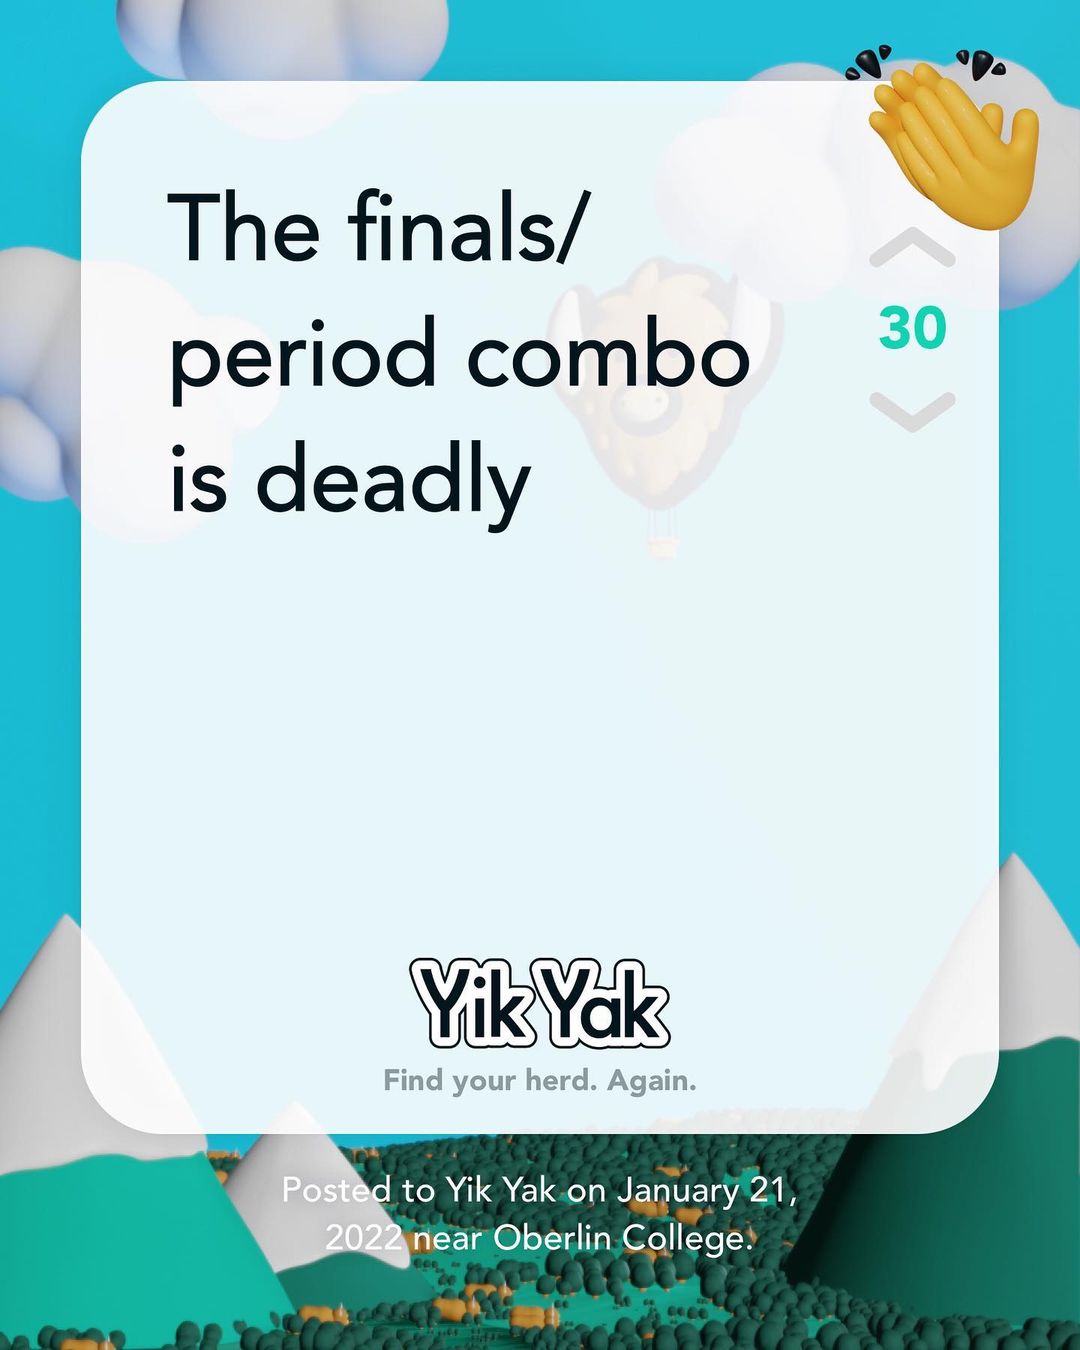 The finals/
period combo
is deadly
30
Yik Yak
Find your herd. Again.
Posted to Yik Yak on January 21,
2022 near Oberlin College.